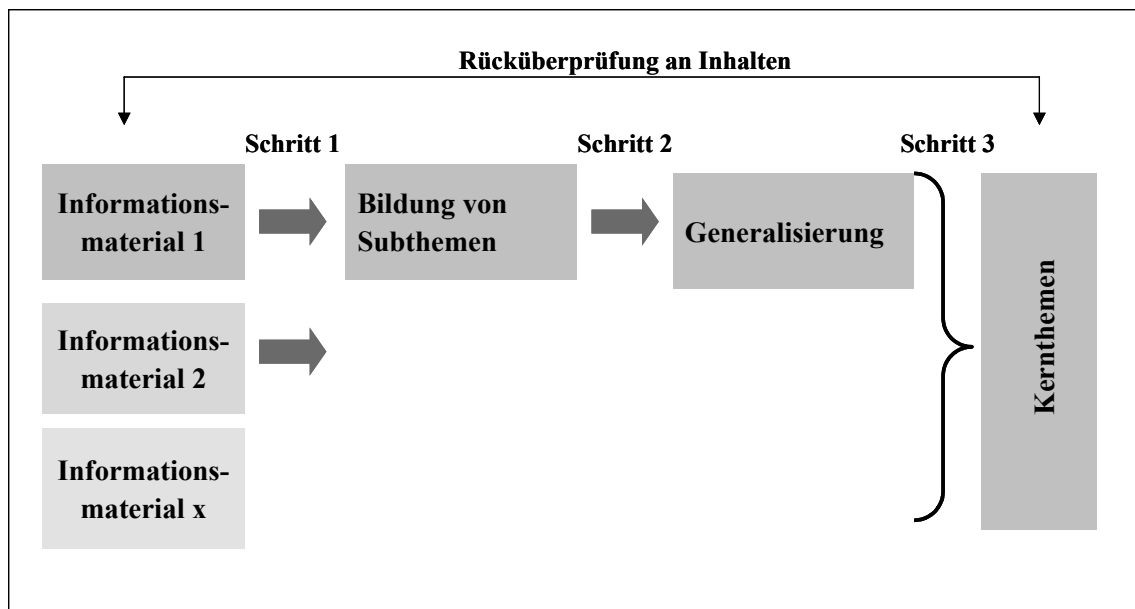 Rücküberprüfung an Inhalten
Schritt 1
Schritt 2
Schritt 3
Informations-
material 1
Bildung von
Subthemen
Generalisierung
Informations-
material 2
Informations-
material x
Kernthemen